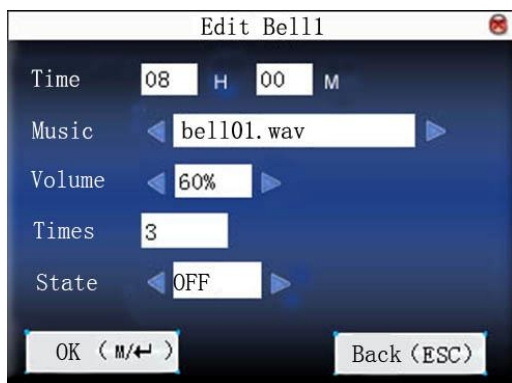 Edit Bell1
Time 08 H 00 M
Music bell01.wav
Volume 60%
Times 3
State OFF
OK (M/↵) Back(ESC)